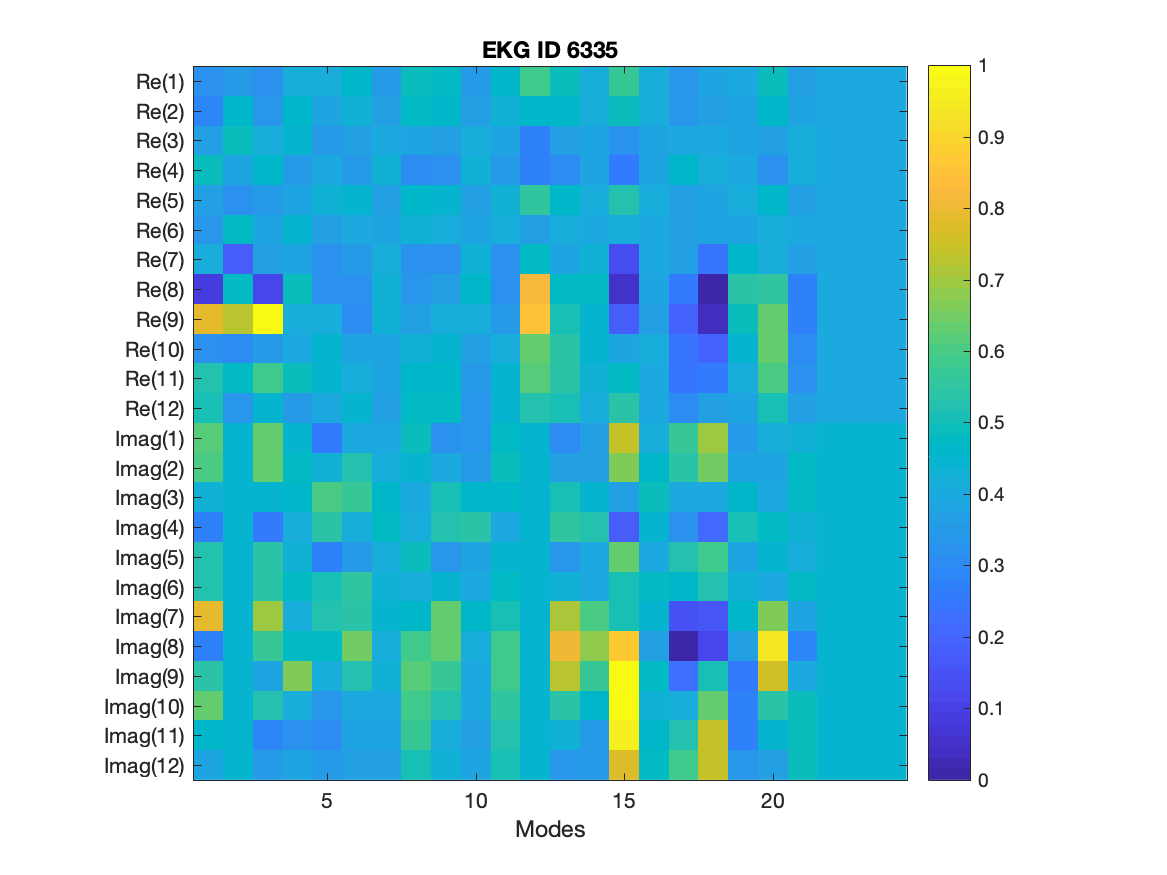 EKG ID 6335
Re(1)
Re(2)
Re(3)
Re(4)
Re(5)
Re(6)
Re(7)
Re(8)
Re(9)
Re(10)
Re(11)
Re(12)
Imag(1)
Imag(2)
Imag(3)
Imag(4)
Imag(5)
Imag(6)
Imag(7)
Imag(8)
Imag(9)
Imag(10)
Imag(11)
Imag(12)
5 10 15 20
Modes
1
0.9
0.8
0.7
0.6
0.5
0.4
0.3
0.2
0.1
0